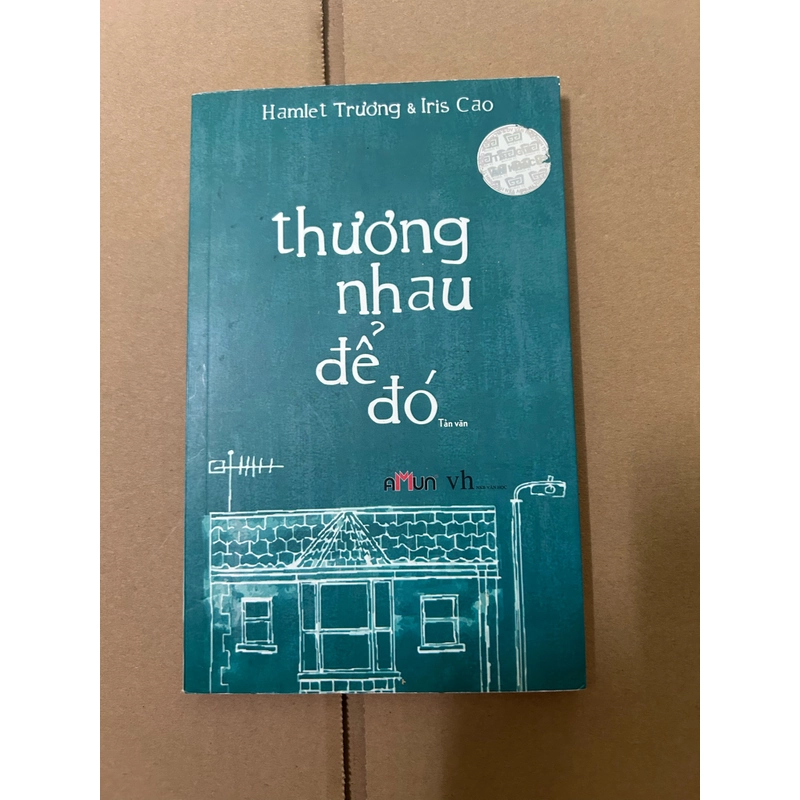 Hamlet Trương & Iris Cao
thương
nhau
để
đó
Tản văn
AMUN vh